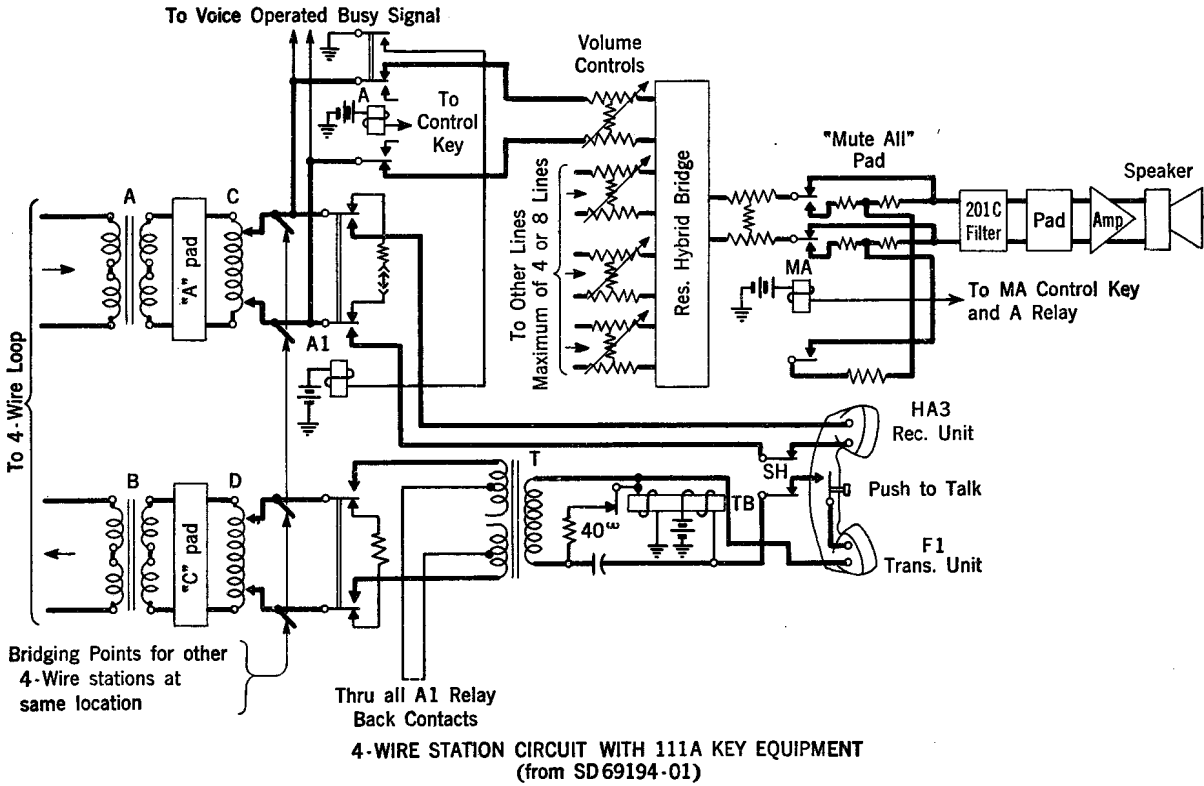 To Voice Operated Busy Signal
Volume
Controls
A
To
Control
Key
"Mute All"
Pad
Speaker
Res. Hybrid Bridge
201C
Filter
Pad
Amp.
MA
To MA Control Key
and A Relay
To Other Lines
Maximum of 4 or 8 Lines
A
"A" pad
C
A1
To 4-Wire Loop
HA3
Rec. Unit
SH
Push to Talk
F1
Trans. Unit
B
"C" pad
D
T
TB
40ω
Bridging Points for other
4-Wire stations at
same location
Thru all A1 Relay
Back Contacts
4-WIRE STATION CIRCUIT WITH 111A KEY EQUIPMENT
(from SD69194-01)